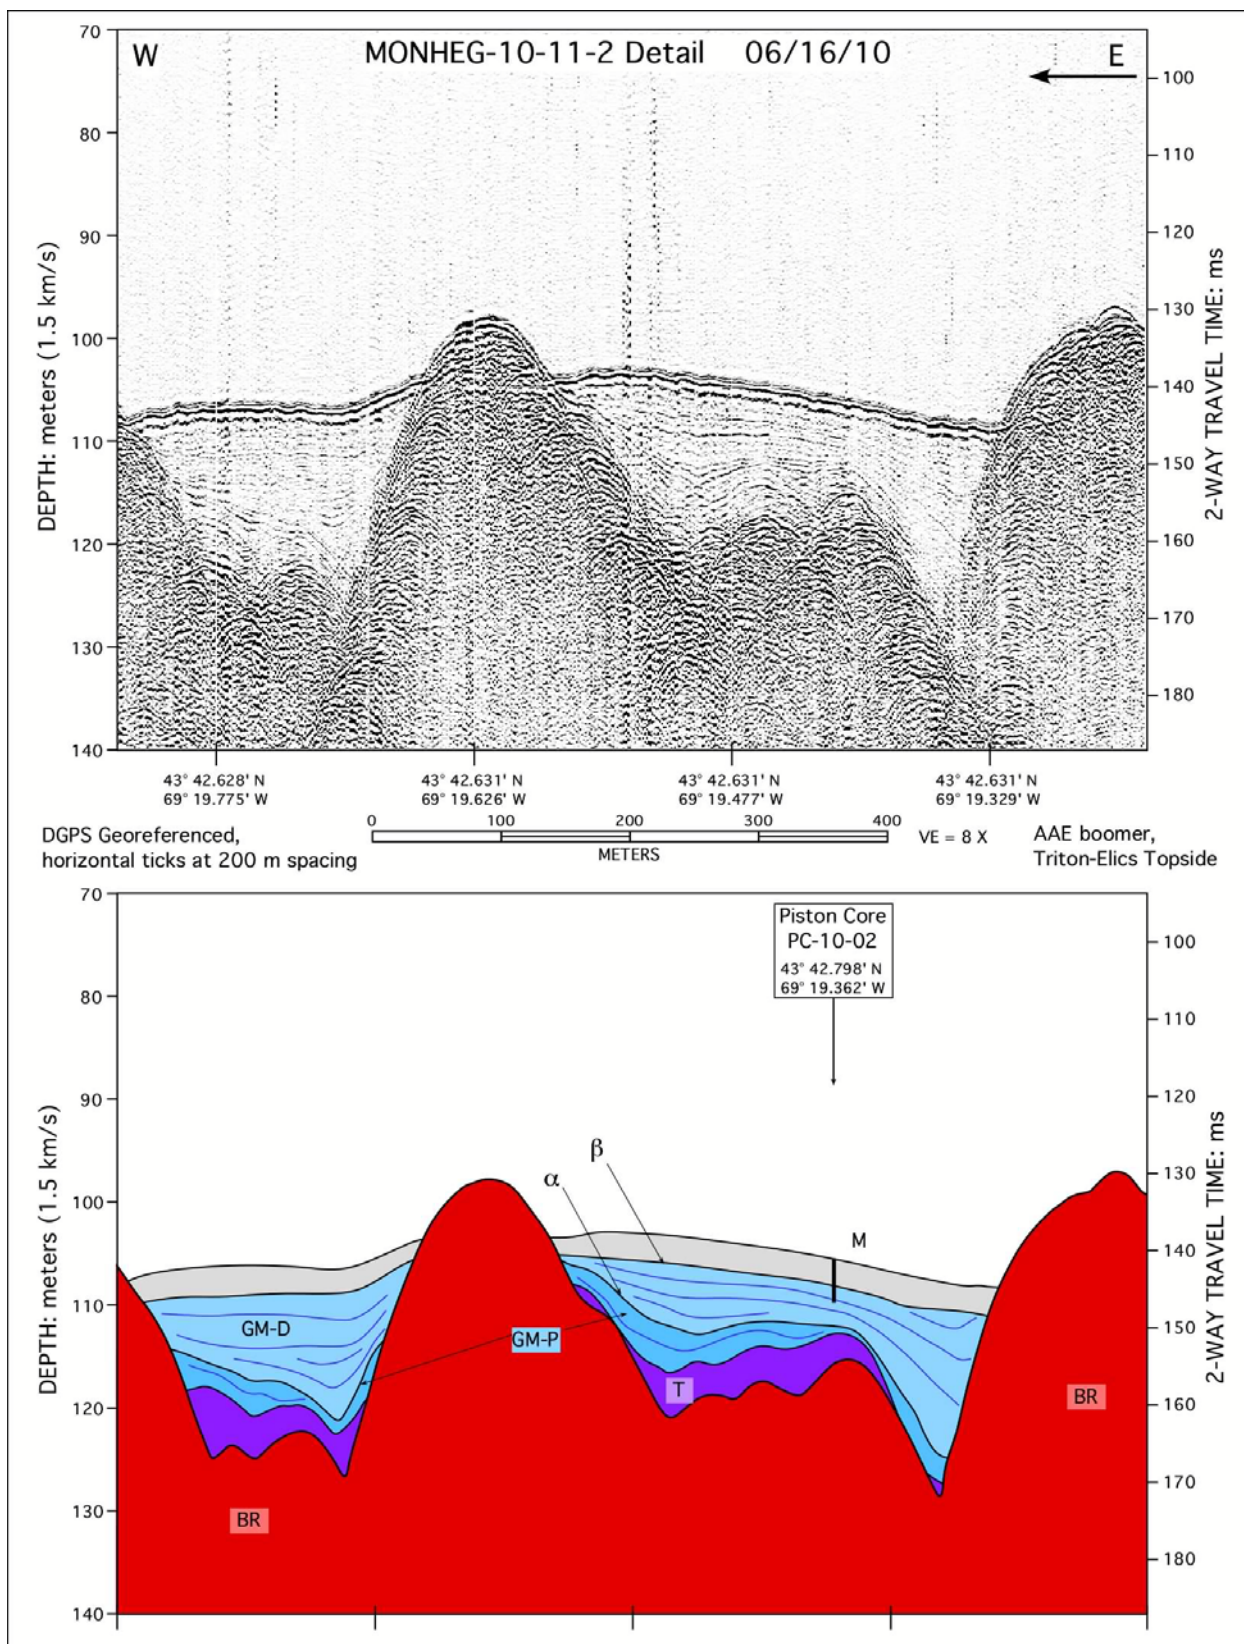 MONHEG-10-11-2 Detail 06/16/10
W
E
70
80
90
100
110
120
130
140
DEPTH: meters (1.5 km/s)
100
110
120
130
140
150
160
170
180
2-WAY TRAVEL TIME: ms
43° 42.628' N
69° 19.775' W
43° 42.631' N
69° 19.626' W
43° 42.631' N
69° 19.477' W
43° 42.631' N
69° 19.329' W
DGPS Georeferenced,
horizontal ticks at 200 m spacing
0 100 200 300 400
METERS
VE = 8 X
AAE boomer,
Triton-Elics Topside
70
80
90
100
110
120
130
140
DEPTH: meters (1.5 km/s)
100
110
120
130
140
150
160
170
180
2-WAY TRAVEL TIME: ms
Piston Core
PC-10-02
43° 42.798' N
69° 19.362' W
β
α
M
GM-D
GM-P
T
BR
BR